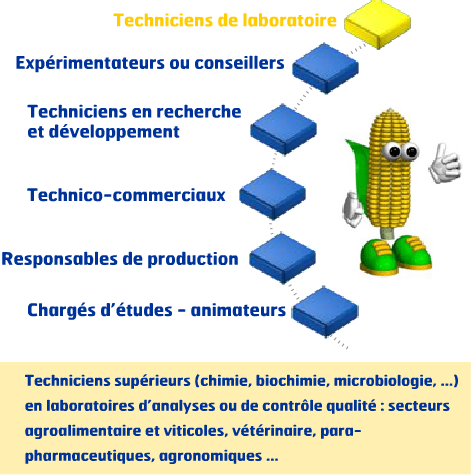 Techniciens de laboratoire
Expérimentateurs ou conseillers
Techniciens en recherche
et développement
Technico-commerciaux
Responsables de production
Chargés d'études - animateurs
Techniciens supérieurs (chimie, biochimie, microbiologie, ...)
en laboratoires d'analyses ou de contrôle qualité : secteurs
agroalimentaire et viticoles, vétérinaire, para-
pharmaceutiques, agronomiques ...